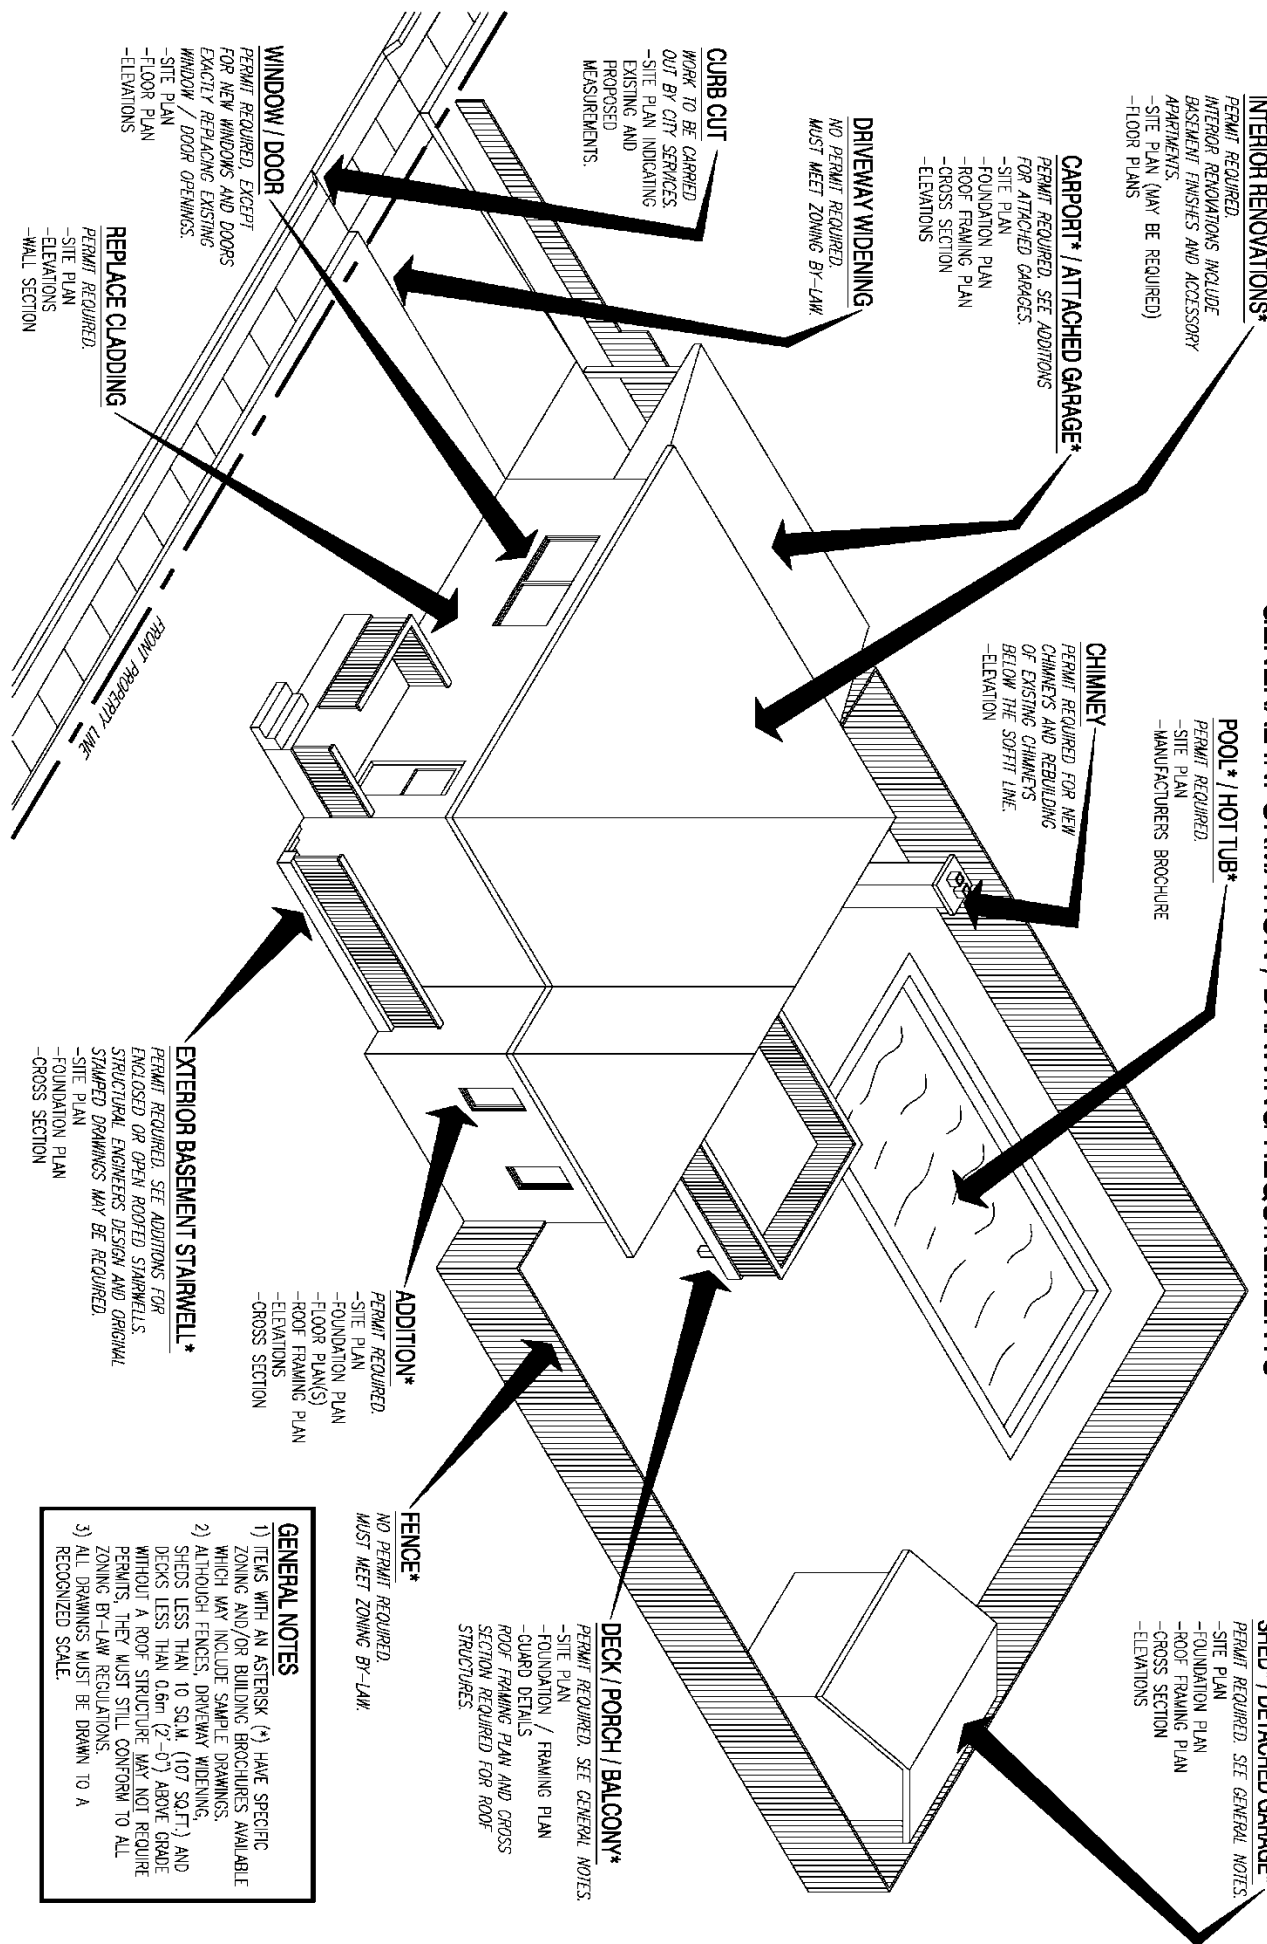 GENERAL INFORMATION / DRAWING REQUIREMENTS
INTERIOR RENOVATIONS*
PERMIT REQUIRED.
INTERIOR RENOVATIONS INCLUDE
BASEMENT FINISHES AND ACCESSORY
APARTMENTS.
-SITE PLAN (MAY BE REQUIRED)
-FLOOR PLANS
CARPORT* / ATTACHED GARAGE*
PERMIT REQUIRED. SEE ADDITIONS
FOR ATTACHED GARAGES.
-SITE PLAN
-FOUNDATION PLAN
-ROOF FRAMING PLAN
-CROSS SECTION
-ELEVATIONS
DRIVEWAY WIDENING
NO PERMIT REQUIRED.
MUST MEET ZONING BY-LAW.
CURB CUT
WORK TO BE CARRIED
OUT BY CITY SERVICES.
-SITE PLAN INDICATING
EXISTING AND
PROPOSED
MEASUREMENTS.
WINDOW / DOOR
PERMIT REQUIRED, EXCEPT
FOR NEW WINDOWS AND DOORS
EXACTLY REPLACING EXISTING
WINDOW / DOOR OPENINGS.
-SITE PLAN
-FLOOR PLAN
-ELEVATIONS
REPLACE CLADDING
PERMIT REQUIRED.
-SITE PLAN
-ELEVATIONS
-WALL SECTION
FRONT PROPERTY LINE
POOL* / HOT TUB*
PERMIT REQUIRED.
-SITE PLAN
-MANUFACTURERS BROCHURE
CHIMNEY
PERMIT REQUIRED FOR NEW
CHIMNEYS AND REBUILDING
OF EXISTING CHIMNEYS
BELOW THE SOFFIT LINE.
-ELEVATION
EXTERIOR BASEMENT STAIRWELL*
PERMIT REQUIRED. SEE ADDITIONS FOR
ENCLOSED OR OPEN ROOFED STAIRWELLS.
STRUCTURAL ENGINEERS DESIGN AND ORIGINAL
STAMPED DRAWINGS MAY BE REQUIRED.
-SITE PLAN
-FOUNDATION PLAN
-CROSS SECTION
ADDITION*
PERMIT REQUIRED.
-SITE PLAN
-FOUNDATION PLAN
-FLOOR PLAN(S)
-ROOF FRAMING PLAN
-ELEVATIONS
-CROSS SECTION
SHED* / DETACHED GARAGE*
PERMIT REQUIRED. SEE GENERAL NOTES.
-SITE PLAN
-FOUNDATION PLAN
-ROOF FRAMING PLAN
-CROSS SECTION
-ELEVATIONS
DECK / PORCH / BALCONY*
PERMIT REQUIRED. SEE GENERAL NOTES.
-SITE PLAN
-FOUNDATION / FRAMING PLAN
-GUARD DETAILS
ROOF FRAMING PLAN AND CROSS
SECTION REQUIRED FOR ROOF
STRUCTURES.
FENCE*
NO PERMIT REQUIRED.
MUST MEET ZONING BY-LAW.
GENERAL NOTES
1) ITEMS WITH AN ASTERISK (*) HAVE SPECIFIC
ZONING AND/OR BUILDING BROCHURES AVAILABLE
WHICH MAY INCLUDE SAMPLE DRAWINGS.
2) ALTHOUGH FENCES, DRIVEWAY WIDENING,
SHEDS LESS THAN 10 SQ.M. (107 SQ.FT.) AND
DECKS LESS THAN 0.6m (2'-0") ABOVE GRADE
WITHOUT A ROOF STRUCTURE MAY NOT REQUIRE
PERMITS, THEY MUST STILL CONFORM TO ALL
ZONING BY-LAW REGULATIONS.
3) ALL DRAWINGS MUST BE DRAWN TO A
RECOGNIZED SCALE.